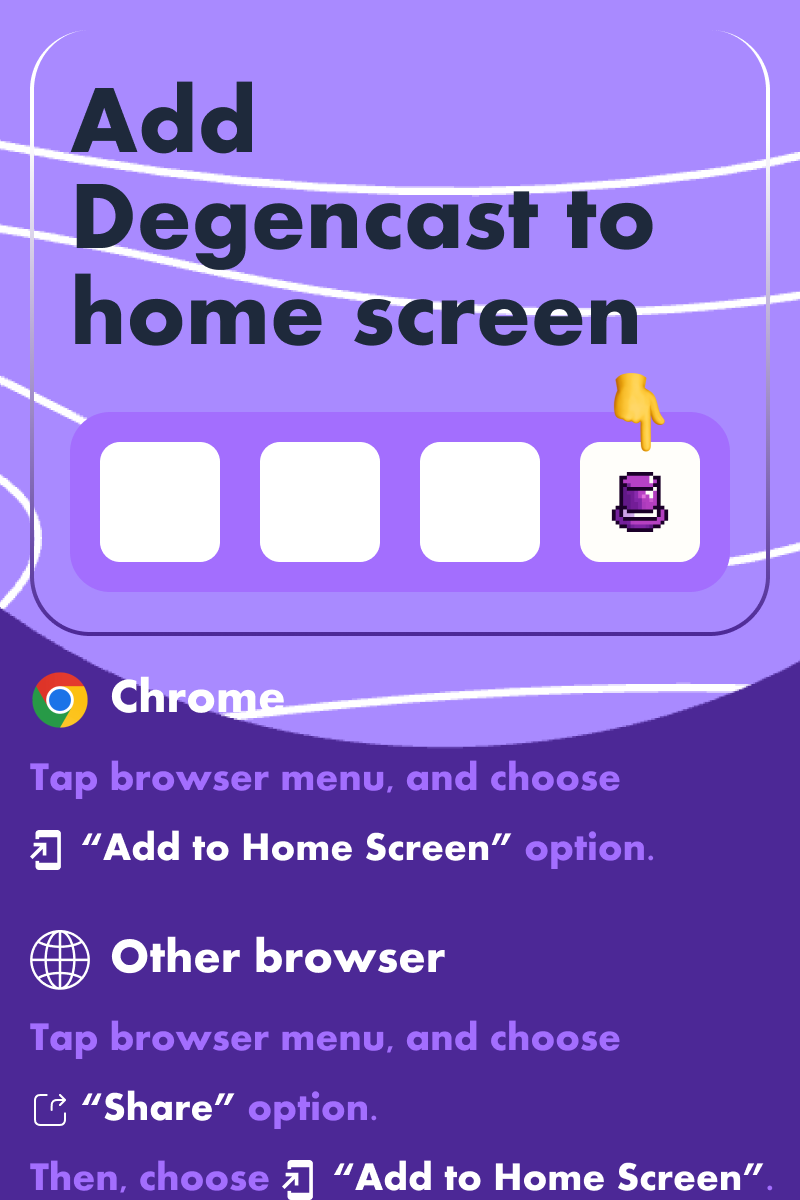 Add
Degencast to
home screen
Chrome
Tap browser menu, and choose
“Add to Home Screen” option.
Other browser
Tap browser menu, and choose
“Share” option.
Then, choose “Add to Home Screen”.